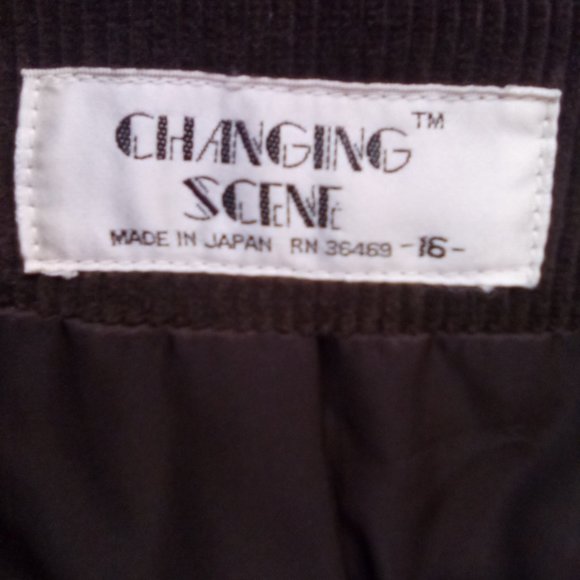 CHANGING™
SCENE
MADE IN JAPAN RN 36469 -16-